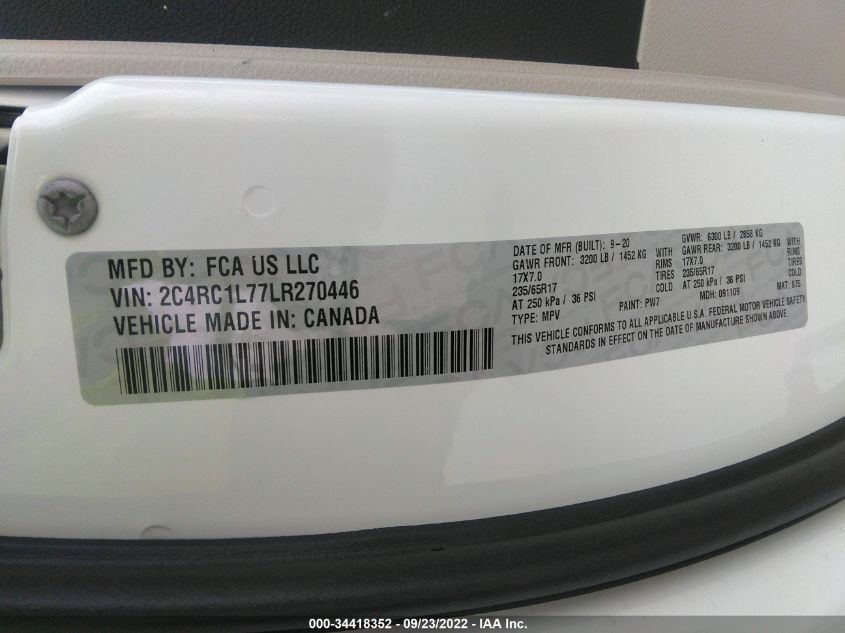 MFD BY: FCA US LLC
VIN: 2C4RC1L77LR270446
VEHICLE MADE IN: CANADA
DATE OF MFR (BUILT): 9-20 GVWR: 6300 LB / 2858 KG
GAWR FRONT: 3200 LB / 1452 KG WITH GAWR REAR: 3200 LB / 1452 KG WITH
17X7.0 RIMS 17X7.0 RIMS
235/65R17 TIRES 235/65R17 TIRES
AT 250 kPa / 36 PSI COLD AT 250 kPa / 36 PSI COLD
TYPE: MPV PAINT: PW7 MDH: 091109 MKT: 875
THIS VEHICLE CONFORMS TO ALL APPLICABLE U.S.A. FEDERAL MOTOR VEHICLE SAFETY
STANDARDS IN EFFECT ON THE DATE OF MANUFACTURE SHOWN ABOVE.
000-34418352 - 09/23/2022 - IAA Inc.